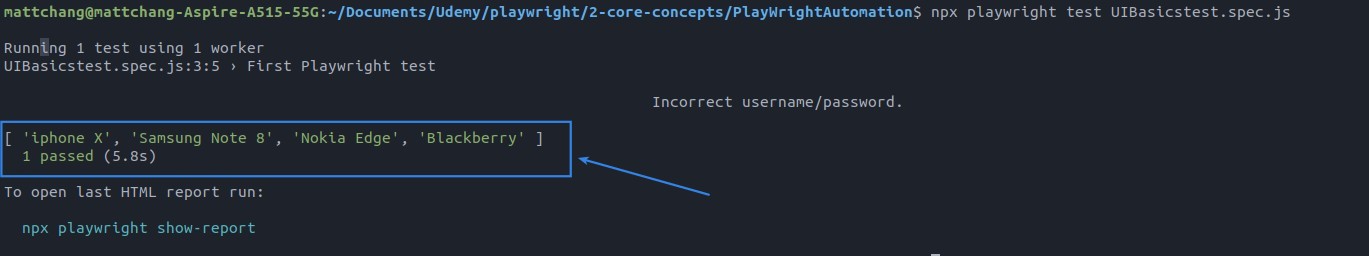 mattchang@mattchang-Aspire-A515-55G:~/Documents/Udemy/playwright/2-core-concepts/PlayWrightAutomation$ npx playwright test UIBasicstest.spec.js
Running 1 test using 1 worker
UIBasicstest.spec.js:3:5 › First Playwright test
Incorrect username/password.
[ 'iphone X', 'Samsung Note 8', 'Nokia Edge', 'Blackberry' ]
1 passed (5.8s)
To open last HTML report run:
npx playwright show-report